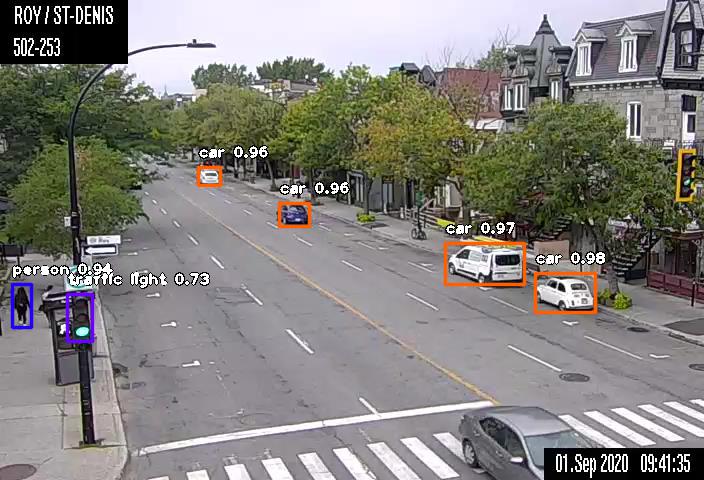 ROY / ST-DENIS
502-253
car 0.96
car 0.96
car 0.97
car 0.98
person 0.94
traffic light 0.73
01.Sep 2020 09:41:35